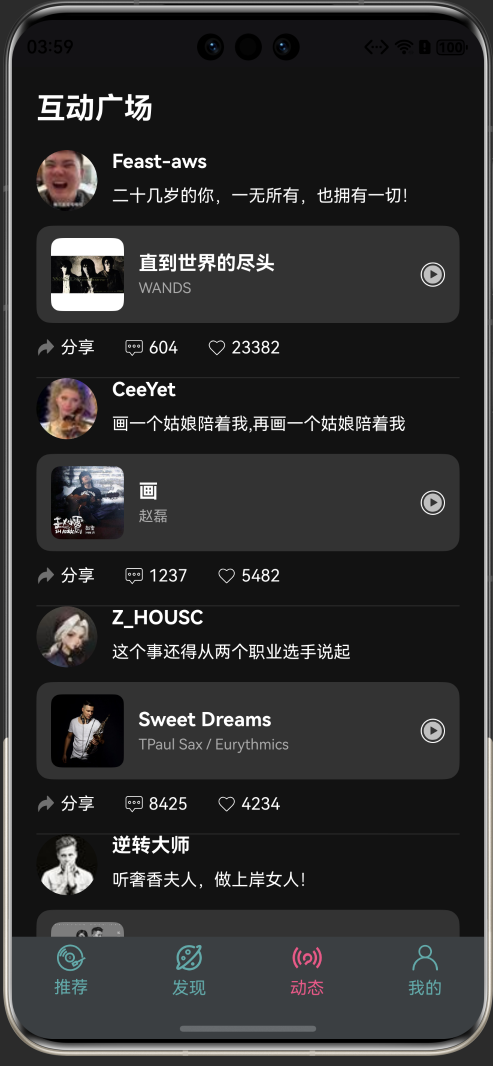 03:59
100
互动广场
Feast-aws
二十几岁的你，一无所有，也拥有一切！
直到世界的尽头
WANDS
分享 604 23382
CeeYet
画一个姑娘陪着我,再画一个姑娘陪着我
画
赵磊
分享 1237 5482
Z_HOUSC
这个事还得从两个职业选手说起
Sweet Dreams
TPaul Sax / Eurythmics
分享 8425 4234
逆转大师
听奢香夫人，做上岸女人！
推荐 发现 动态 我的